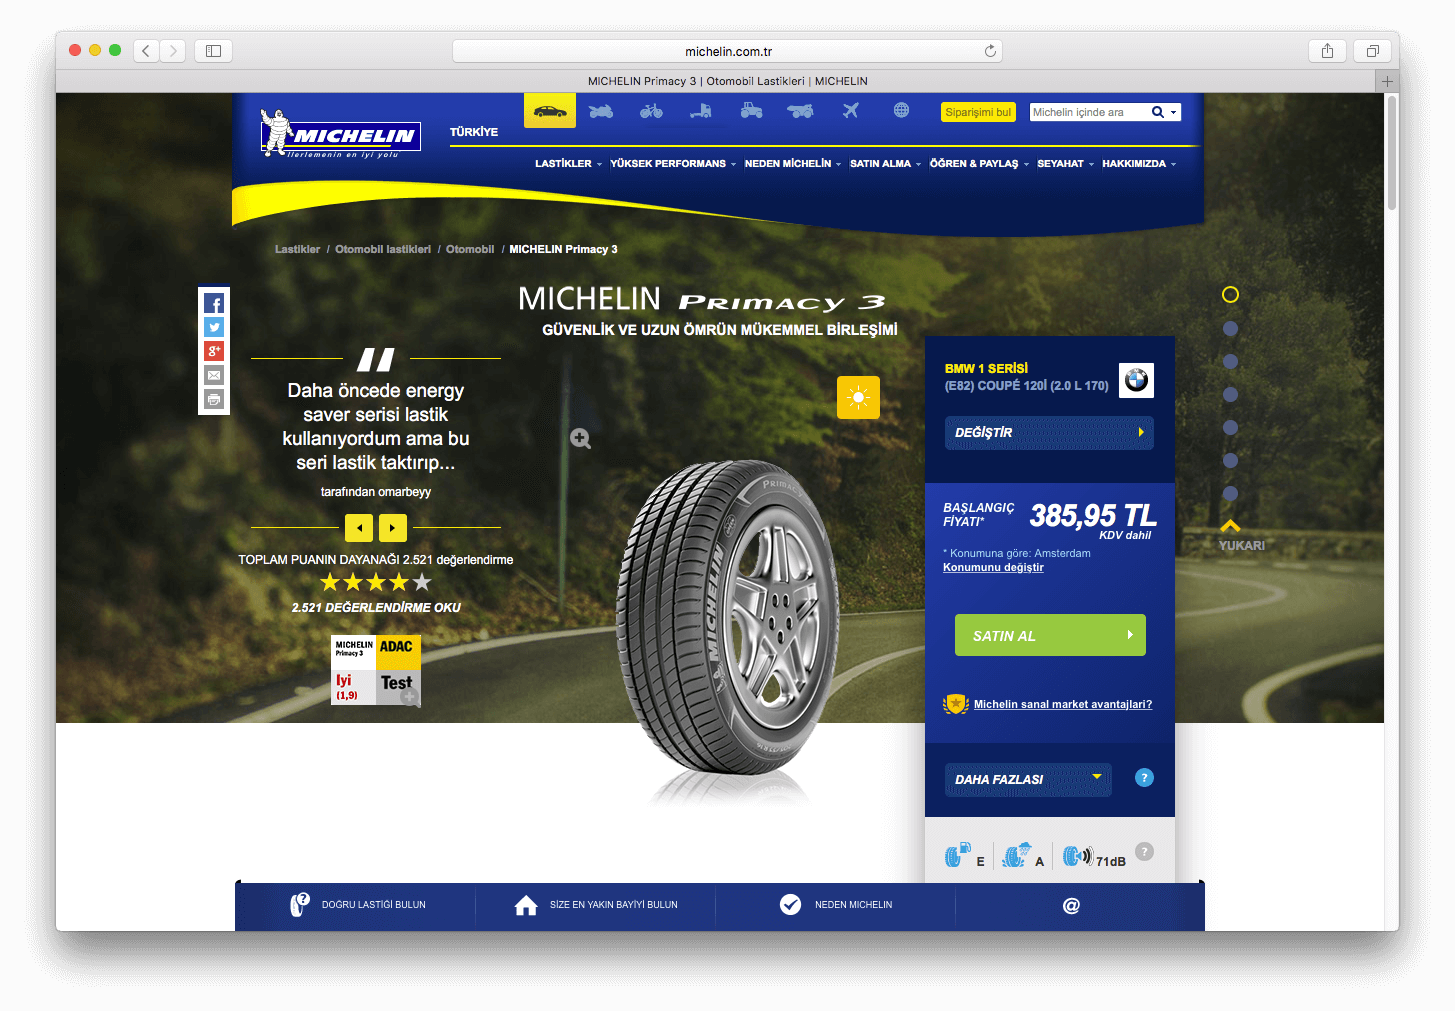 michelin.com.tr
MICHELIN Primacy 3 | Otomobil Lastikleri | MICHELIN
MICHELIN
İlerlemenin en iyi yolu
TÜRKİYE
Siparişimi bul
Michelin içinde ara
LASTİKLER
YÜKSEK PERFORMANS
NEDEN MİCHELİN
SATIN ALMA
ÖĞREN & PAYLAŞ
SEYAHAT
HAKKIMIZDA
Lastikler / Otomobil lastikleri / Otomobil / MICHELIN Primacy 3
MICHELIN PRIMACY 3
GÜVENLİK VE UZUN ÖMRÜN MÜKEMMEL BİRLEŞİMİ
f
g+
Daha öncede energy
saver serisi lastik
kullanıyordum ama bu
seri lastik taktırıp...
tarafından omarbeyy
TOPLAM PUANIN DAYANAĞI 2.521 değerlendirme
2.521 DEĞERLENDİRME OKU
MICHELIN
Primacy 3
ADAC
Iyi
(1,9)
Test
PRIMACY
MICHELIN
BMW 1 SERİSİ
(E82) COUPÉ 120İ (2.0 L 170)
DEĞİŞTİR
BAŞLANGIÇ
FİYATI*
385,95 TL
KDV dahil
* Konumuna göre: Amsterdam
Konumunu değiştir
SATIN AL
Michelin sanal market avantajlari?
DAHA FAZLASI
?
E
A
71dB
?
YUKARI
DOĞRU LASTİĞİ BULUN
SİZE EN YAKIN BAYİYİ BULUN
NEDEN MICHELIN
@